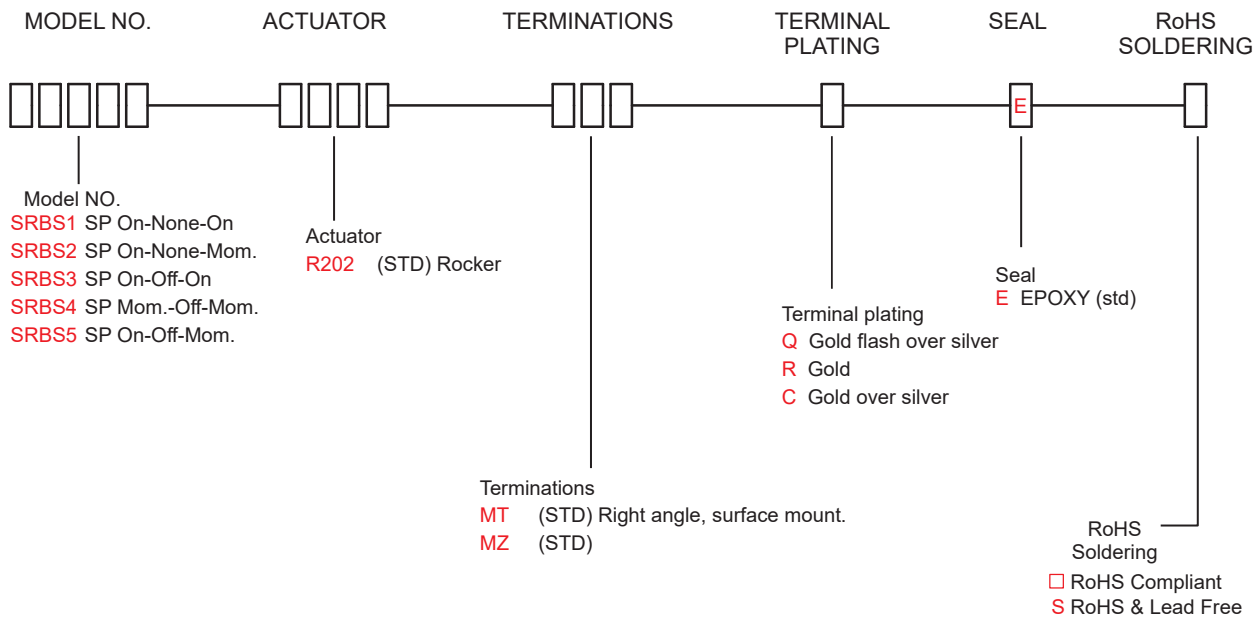 MODEL NO.
ACTUATOR
TERMINATIONS
TERMINAL
PLATING
SEAL
RoHS
SOLDERING
E
Model NO.
SRBS1 SP On-None-On
SRBS2 SP On-None-Mom.
SRBS3 SP On-Off-On
SRBS4 SP Mom.-Off-Mom.
SRBS5 SP On-Off-Mom.
Actuator
R202 (STD) Rocker
Terminations
MT (STD) Right angle, surface mount.
MZ (STD)
Terminal plating
Q Gold flash over silver
R Gold
C Gold over silver
Seal
E EPOXY (std)
RoHS
Soldering
□ RoHS Compliant
S RoHS & Lead Free